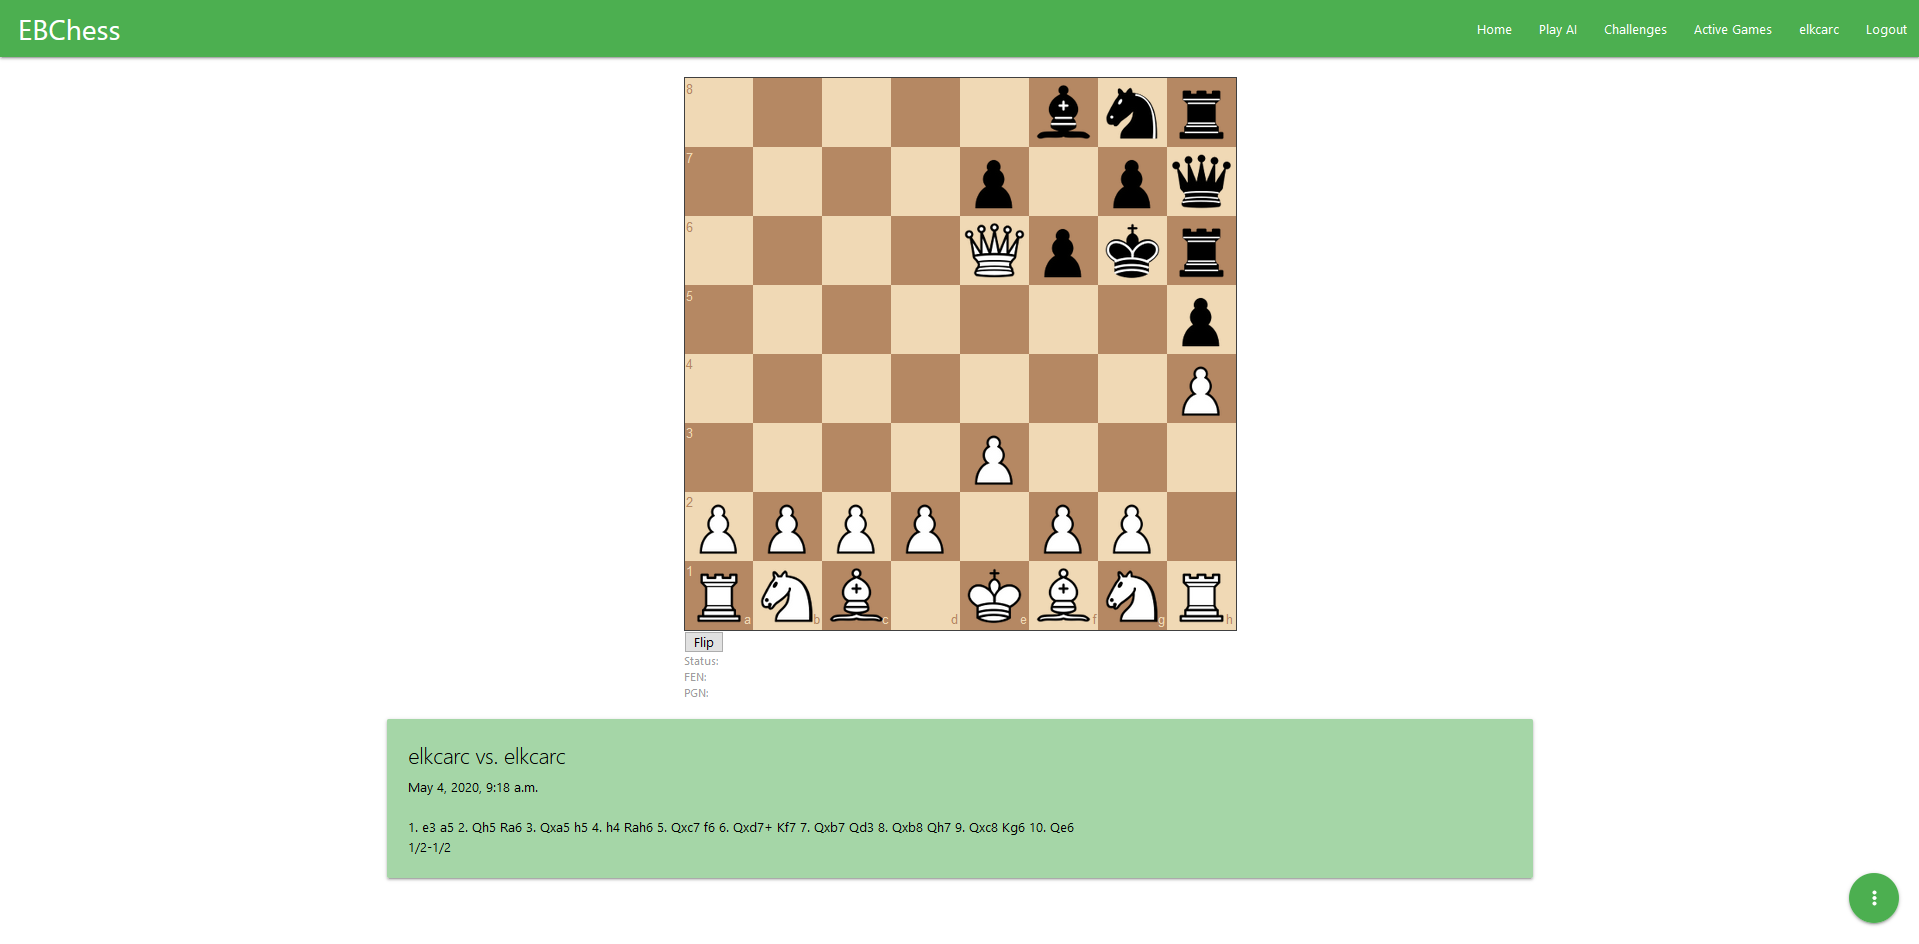 EBChess
Home Play AI Challenges Active Games elkcarc Logout
8
7
6
5
4
3
2
1
a b c d e f g h
Flip
Status:
FEN:
PGN:
elkcarc vs. elkcarc
May 4, 2020, 9:18 a.m.
1. e3 a5 2. Qh5 Ra6 3. Qxa5 h5 4. h4 Rah6 5. Qxc7 f6 6. Qxd7+ Kf7 7. Qxb7 Qd3 8. Qxb8 Qh7 9. Qxc8 Kg6 10. Qe6
1/2-1/2